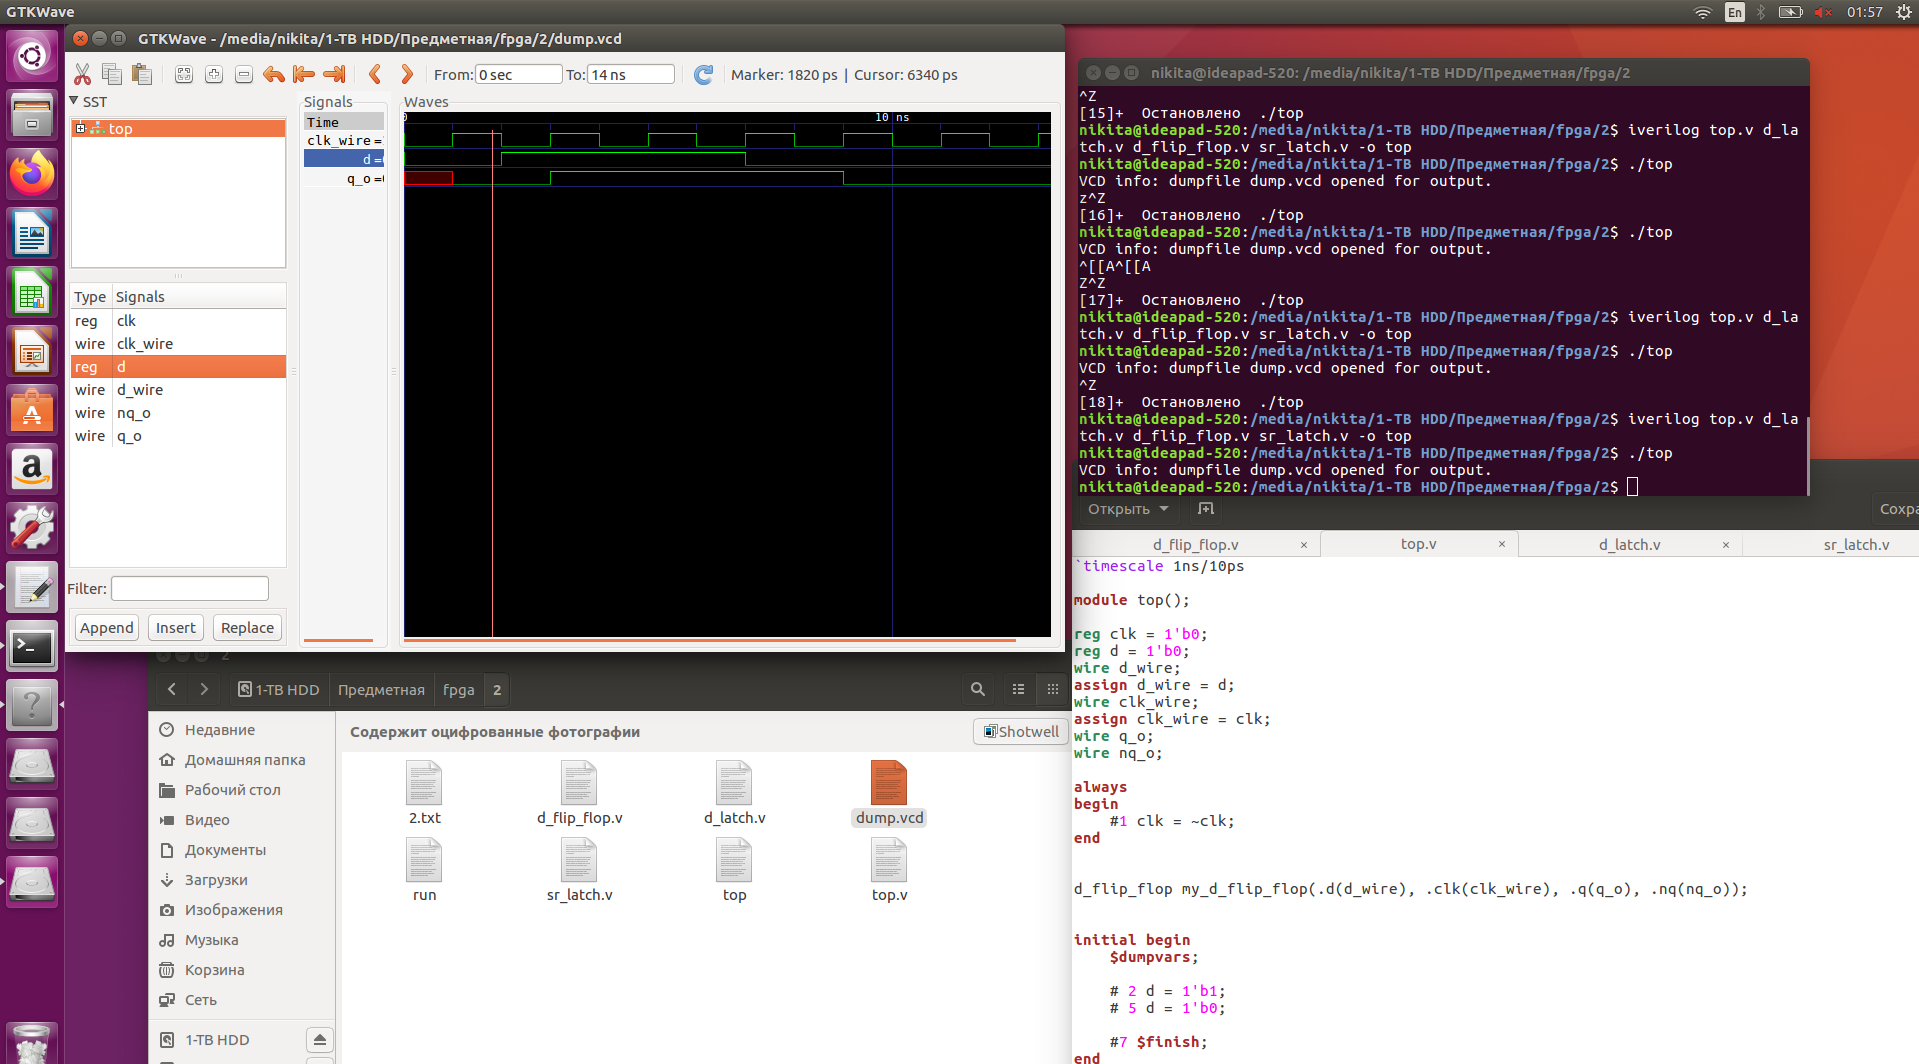 GTKWave
En
01:57
GTKWave - /media/nikita/1-TB HDD/Предметная/fpga/2/dump.vcd
From: 0 sec To: 14 ns Marker: 1820 ps | Cursor: 6340 ps
SST
top
Type Signals
reg clk
wire clk_wire
reg d
wire d_wire
wire nq_o
wire q_o
Filter:
Append Insert Replace
Signals
Time
clk_wire =
d =
q_o =
Waves
0 10 ns
nikita@ideapad-520: /media/nikita/1-TB HDD/Предметная/fpga/2
^Z
[15]+ Остановлено ./top
nikita@ideapad-520:/media/nikita/1-TB HDD/Предметная/fpga/2$ iverilog top.v d_la
tch.v d_flip_flop.v sr_latch.v -o top
nikita@ideapad-520:/media/nikita/1-TB HDD/Предметная/fpga/2$ ./top
VCD info: dumpfile dump.vcd opened for output.
z^Z
[16]+ Остановлено ./top
nikita@ideapad-520:/media/nikita/1-TB HDD/Предметная/fpga/2$ ./top
VCD info: dumpfile dump.vcd opened for output.
^[[A^[[A
Z^Z
[17]+ Остановлено ./top
nikita@ideapad-520:/media/nikita/1-TB HDD/Предметная/fpga/2$ iverilog top.v d_la
tch.v d_flip_flop.v sr_latch.v -o top
nikita@ideapad-520:/media/nikita/1-TB HDD/Предметная/fpga/2$ ./top
VCD info: dumpfile dump.vcd opened for output.
^Z
[18]+ Остановлено ./top
nikita@ideapad-520:/media/nikita/1-TB HDD/Предметная/fpga/2$ iverilog top.v d_la
tch.v d_flip_flop.v sr_latch.v -o top
nikita@ideapad-520:/media/nikita/1-TB HDD/Предметная/fpga/2$ ./top
VCD info: dumpfile dump.vcd opened for output.
nikita@ideapad-520:/media/nikita/1-TB HDD/Предметная/fpga/2$
Открыть Сохра
d_flip_flop.v × top.v × d_latch.v × sr_latch.v
`timescale 1ns/10ps
module top();
reg clk = 1'b0;
reg d = 1'b0;
wire d_wire;
assign d_wire = d;
wire clk_wire;
assign clk_wire = clk;
wire q_o;
wire nq_o;
always
begin
#1 clk = ~clk;
end
d_flip_flop my_d_flip_flop(.d(d_wire), .clk(clk_wire), .q(q_o), .nq(nq_o));
initial begin
$dumpvars;
# 2 d = 1'b1;
# 5 d = 1'b0;
#7 $finish;
end
2
1-TB HDD Предметная fpga 2
Недавние
Домашняя папка
Рабочий стол
Видео
Документы
Загрузки
Изображения
Музыка
Корзина
Сеть
1-TB HDD
Содержит оцифрованные фотографии Shotwell
2.txt d_flip_flop.v d_latch.v dump.vcd
run sr_latch.v top top.v